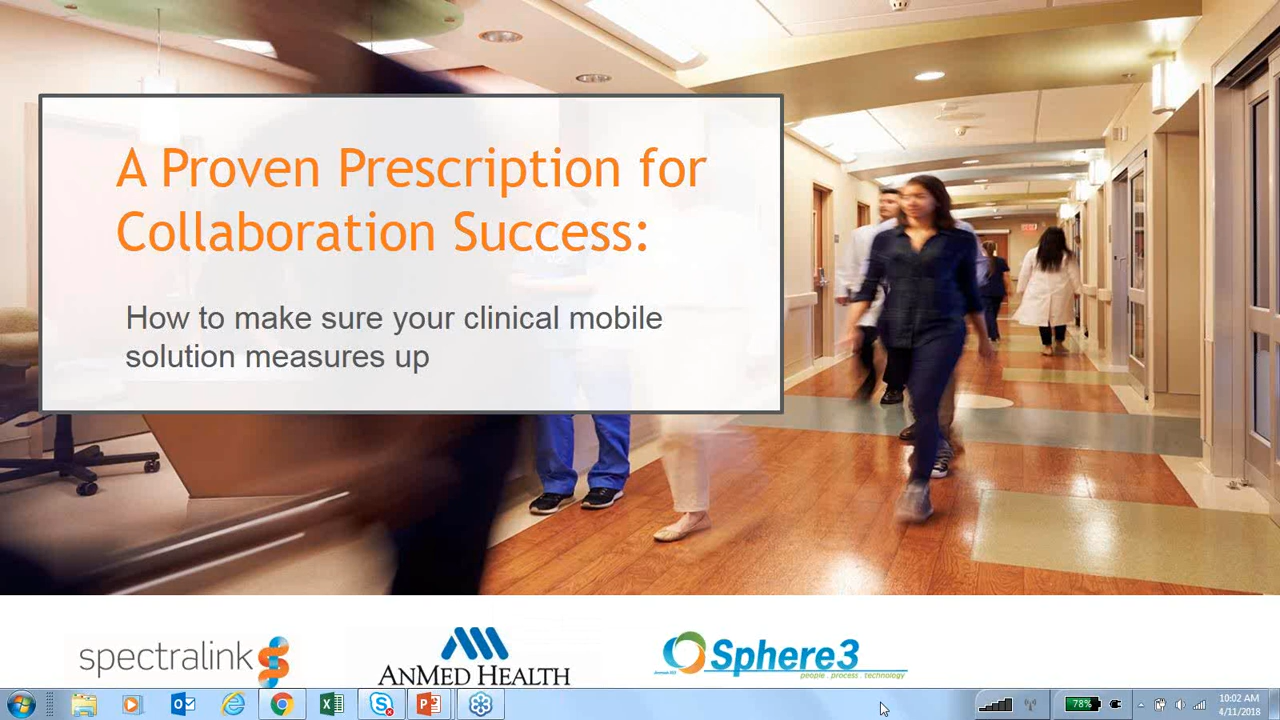 A Proven Prescription for
Collaboration Success:
How to make sure your clinical mobile
solution measures up
spectralink
ANMED HEALTH
Sphere3
people . process . technology
78%
10:02 AM
4/11/2018